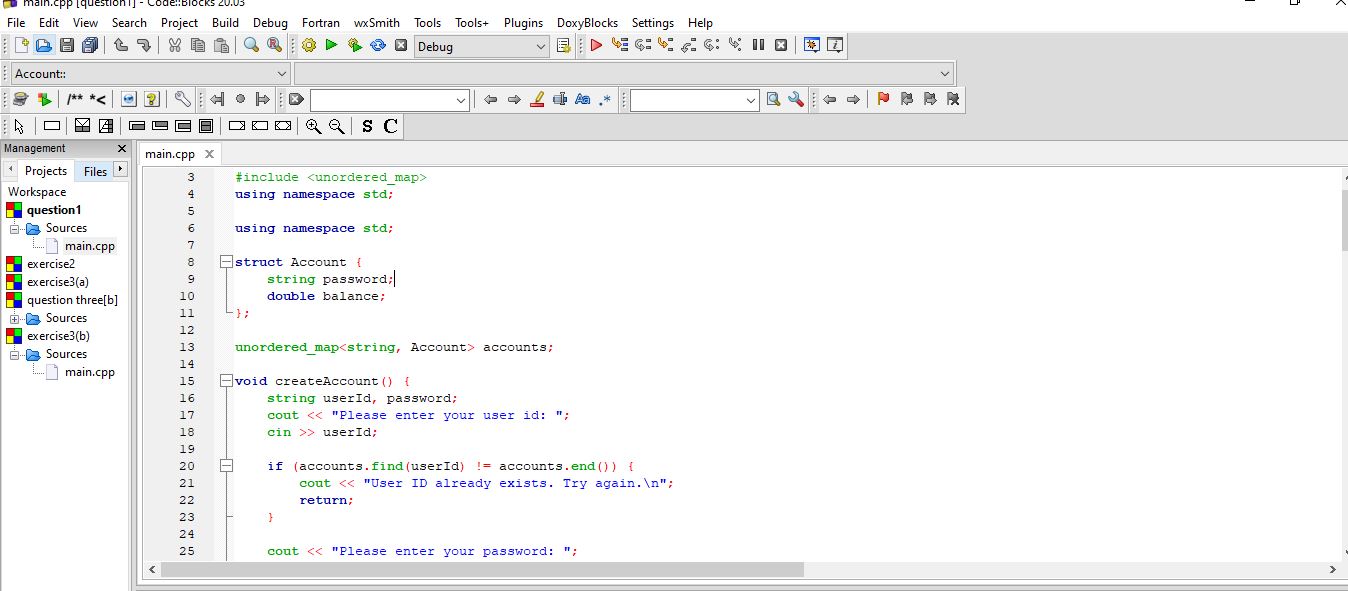 main.cpp [question1] - Code::Blocks 20.03
File Edit View Search Project Build Debug Fortran wxSmith Tools Tools+ Plugins DoxyBlocks Settings Help
Debug
Account::
/** *<
Aa .*
S C
Management
Projects Files
Workspace
question1
Sources
main.cpp
exercise2
exercise3(a)
question three[b]
Sources
exercise3(b)
Sources
main.cpp
main.cpp
3 #include <unordered_map>
4 using namespace std;
5
6 using namespace std;
7
8 struct Account {
9 string password;
10 double balance;
11 };
12
13 unordered_map<string, Account> accounts;
14
15 void createAccount() {
16 string userId, password;
17 cout << "Please enter your user id: ";
18 cin >> userId;
19
20 if (accounts.find(userId) != accounts.end()) {
21 cout << "User ID already exists. Try again.\n";
22 return;
23 }
24
25 cout << "Please enter your password: ";